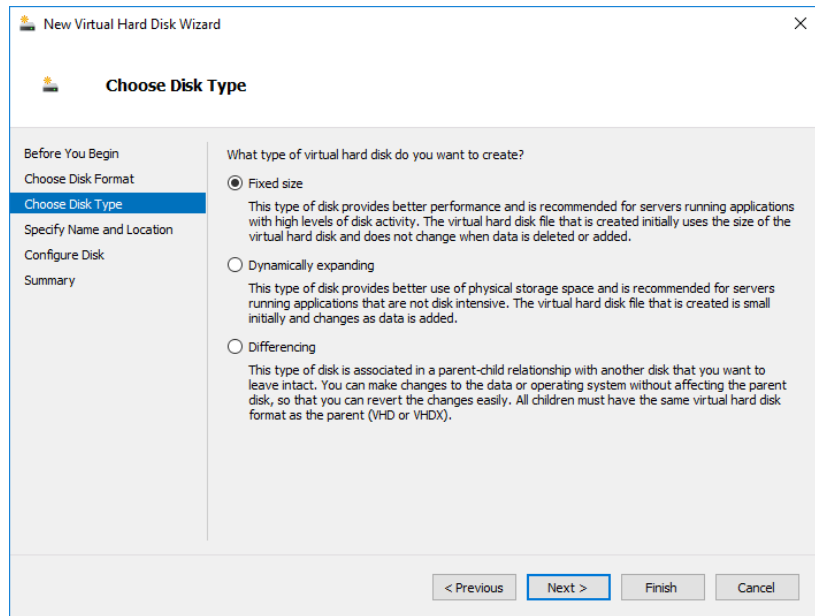 New Virtual Hard Disk Wizard
Choose Disk Type
Before You Begin
Choose Disk Format
Choose Disk Type
Specify Name and Location
Configure Disk
Summary
What type of virtual hard disk do you want to create?
Fixed size
This type of disk provides better performance and is recommended for servers running applications
with high levels of disk activity. The virtual hard disk file that is created initially uses the size of the
virtual hard disk and does not change when data is deleted or added.
Dynamically expanding
This type of disk provides better use of physical storage space and is recommended for servers
running applications that are not disk intensive. The virtual hard disk file that is created is small
initially and changes as data is added.
Differencing
This type of disk is associated in a parent-child relationship with another disk that you want to
leave intact. You can make changes to the data or operating system without affecting the parent
disk, so that you can revert the changes easily. All children must have the same virtual hard disk
format as the parent (VHD or VHDX).
< Previous
Next >
Finish
Cancel